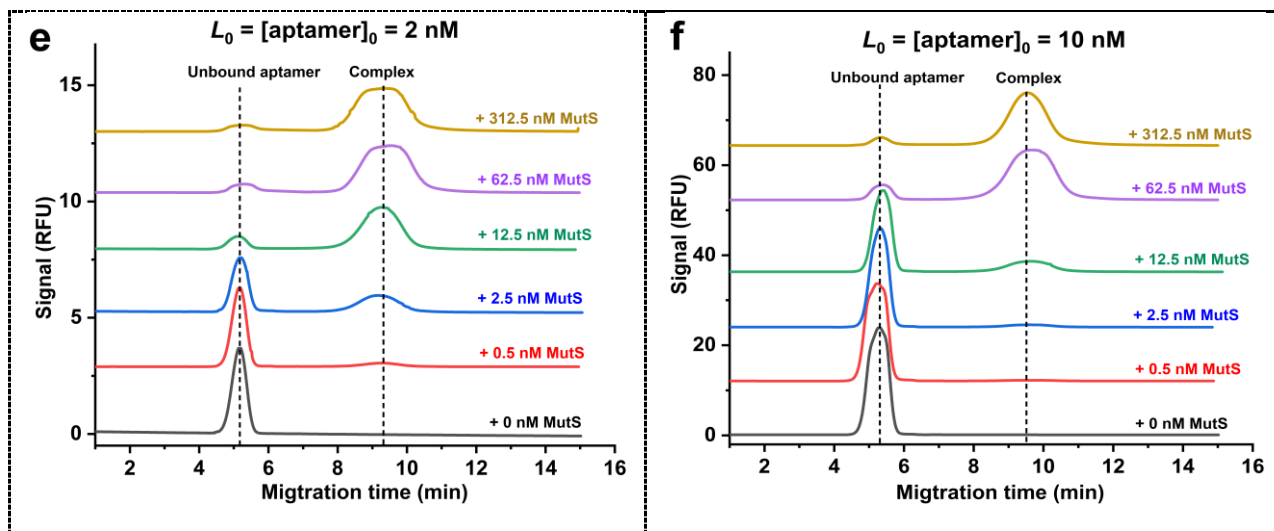 e
L₀ = [aptamer]₀ = 2 nM
Unbound aptamer
Complex
+ 312.5 nM MutS
+ 62.5 nM MutS
+ 12.5 nM MutS
+ 2.5 nM MutS
+ 0.5 nM MutS
+ 0 nM MutS
15
10
5
0
Signal (RFU)
2 4 6 8 10 12 14 16
Migtration time (min)
f
L₀ = [aptamer]₀ = 10 nM
Unbound aptamer
Complex
+ 312.5 nM MutS
+ 62.5 nM MutS
+ 12.5 nM MutS
+ 2.5 nM MutS
+ 0.5 nM MutS
+ 0 nM MutS
80
60
40
20
0
Signal (RFU)
2 4 6 8 10 12 14 16
Migtration time (min)